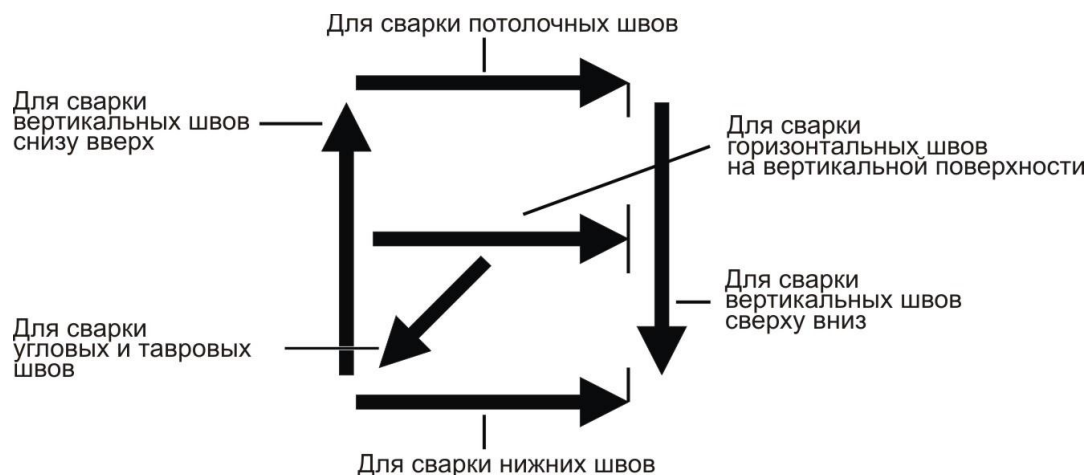 Для сварки потолочных швов
Для сварки
вертикальных швов
снизу вверх
Для сварки
горизонтальных швов
на вертикальной поверхности
Для сварки
вертикальных швов
сверху вниз
Для сварки
угловых и тавровых
швов
Для сварки нижних швов